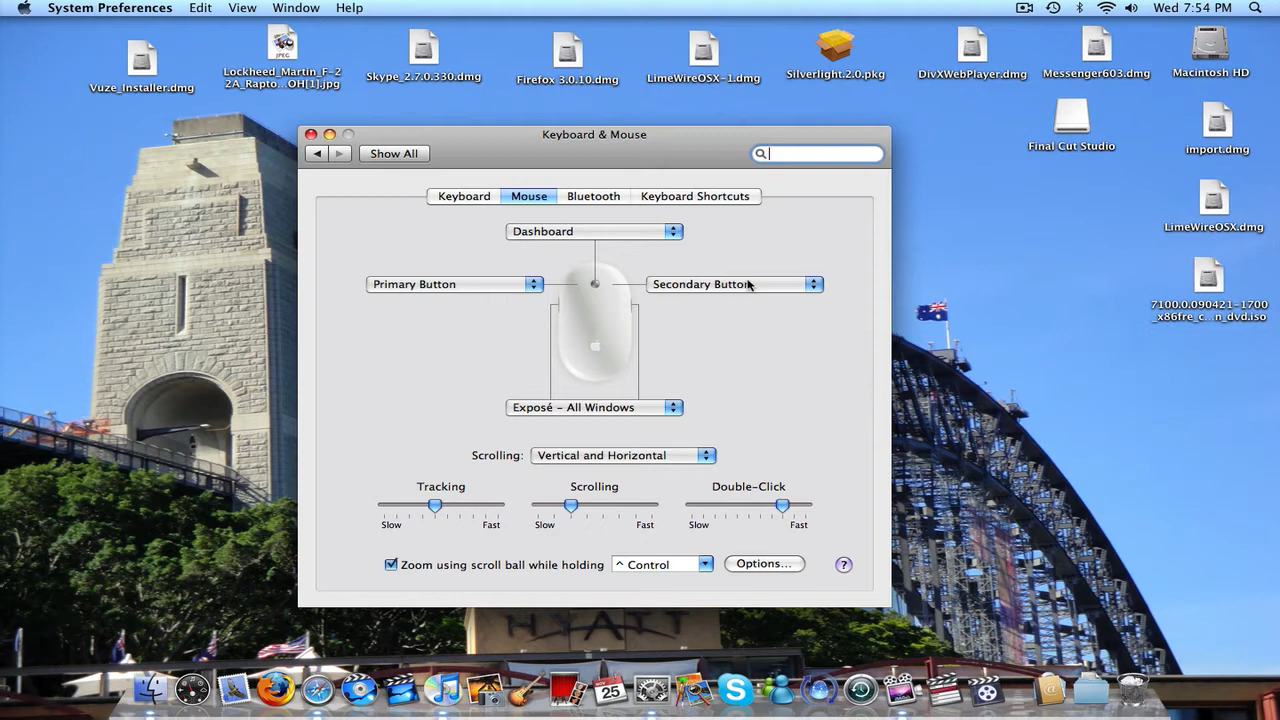 System Preferences Edit View Window Help
Wed 7:54 PM
Vuze_Installer.dmg
JPEG
Lockheed_Martin_F-2
2A_Rapto...OH[1].jpg
Skype_2.7.0.330.dmg
Firefox 3.0.10.dmg
LimeWireOSX-1.dmg
Silverlight.2.0.pkg
DivXWebPlayer.dmg
Messenger603.dmg
Macintosh HD
Final Cut Studio
import.dmg
LimeWireOSX.dmg
7100.0.090421-1700
_x86fre_c...n_dvd.iso
Keyboard & Mouse
Show All
Keyboard Mouse Bluetooth Keyboard Shortcuts
Dashboard
Primary Button
Secondary Button
Exposé – All Windows
Scrolling: Vertical and Horizontal
Tracking
Slow Fast
Scrolling
Slow Fast
Double-Click
Slow Fast
Zoom using scroll ball while holding
^ Control
Options...
?
HYATT
25